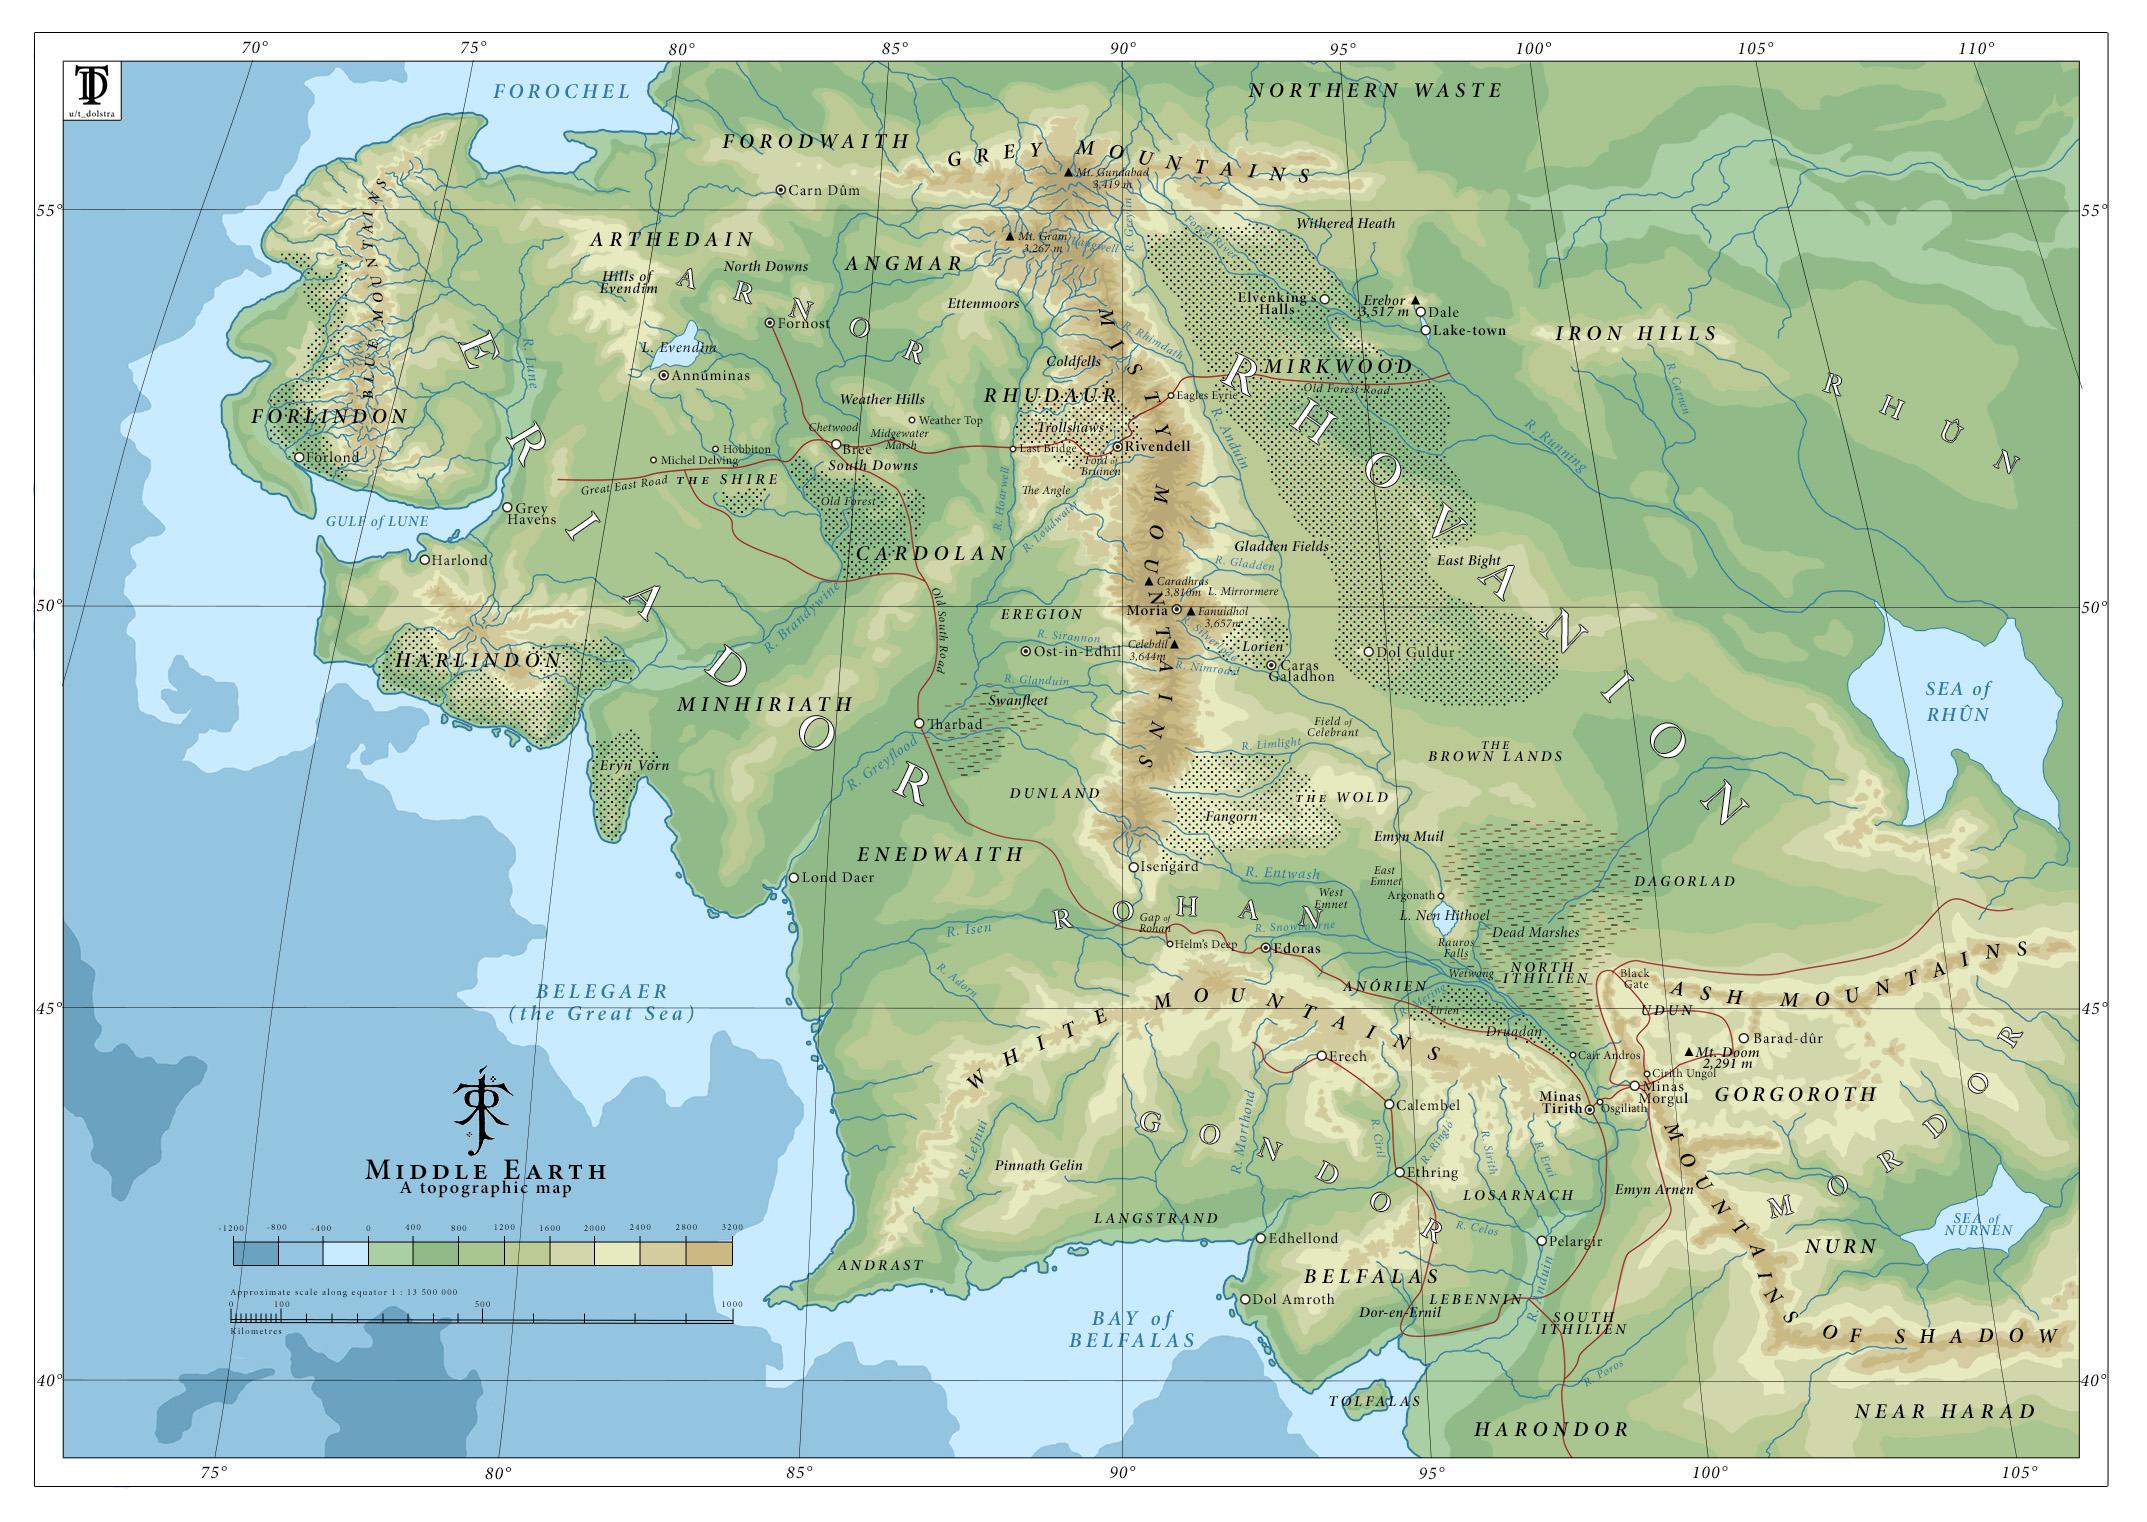 70°
75°
80°
85°
90°
95°
100°
105°
110°
TD
u/t_dolstra
FOROCHEL
NORTHERN WASTE
FORODWAITH
GREY MOUNTAINS
Mt. Gundabad
3,419 m
Carn Dûm
55°
55°
R. Greylin
Forest River
Withered Heath
ARTHEDAIN
Mt. Gram
3,267 m
Langwell
ANGMAR
North Downs
Hills of
Evendim
ARNOR
BLUE MOUNTAINS
Ettenmoors
Elvenking's
Halls
Erebor
3,517 m
Dale
Lake-town
Fornost
IRON HILLS
ERIADOR
R. Lune
L. Evendim
Annúminas
MISTY MOUNTAINS
R. Rhimdath
Coldfells
RHOVANION
MIRKWOOD
Old Forest Road
R. Carnen
RHÛN
RHUDAUR
Eagles Eyrie
Weather Hills
FORLINDON
Weather Top
Chetwood
Midgewater
Marsh
Trollshaws
R. Anduin
R. Running
Bree
Hobbiton
Last Bridge
Rivendell
Forlond
Michel Delving
South Downs
Ford of
Bruinen
Great East Road
THE SHIRE
The Angle
R. Hoarwell
Old Forest
Grey
Havens
GULF of LUNE
R. Loudwater
CARDOLAN
Gladden Fields
R. Gladden
East Bight
Harlond
Caradhras
3,810m
L. Mirrormere
50°
50°
Old South Road
R. Brandywine
EREGION
Moria
Fanuidhol
3,657m
R. Sirannon
Ost-in-Edhil
Celebdil
3,644m
R. Silverlode
Lorien
Dol Guldur
HARLINDON
R. Nimrodel
Caras
Galadhon
R. Glanduin
Swanfleet
SEA of
RHÛN
MINHIRIATH
Tharbad
Field of
Celebrant
R. Limlight
THE
BROWN LANDS
Eryn Vorn
R. Greyflood
DUNLAND
THE WOLD
Fangorn
Emyn Muil
ENEDWAITH
Isengard
R. Entwash
East
Emnet
DAGORLAD
Lond Daer
West
Emnet
Argonath
ROHAN
L. Nen Hithoel
Gap of
Rohan
R. Snowbourne
Dead Marshes
R. Isen
Helm's Deep
Edoras
Rauros
Falls
Wetwang
NORTH
ITHILIEN
Black
Gate
ASH MOUNTAINS
R. Adorn
ANÓRIEN
BELEGAER
(the Great Sea)
WHITE MOUNTAINS
R. Mering
Firien
UDUN
45°
45°
Druadan
Barad-dûr
Erech
Cair Andros
Mt. Doom
2,291 m
Cirith Ungol
Minas
Morgul
GORGOROTH
MORDOR
Calembel
Minas
Tirith
Osgiliath
GONDOR
R. Morthond
R. Ciril
R. Ringló
R. Sirith
R. Erui
R. Lefnui
Pinnath Gelin
Ethring
MIDDLE EARTH
A topographic map
LOSARNACH
Emyn Arnen
MOUNTAINS OF SHADOW
LANGSTRAND
R. Celos
SEA of
NURNEN
-1200 -800 -400 0 400 800 1200 1600 2000 2400 2800 3200
Edhellond
Pelargir
NURN
ANDRAST
BELFALAS
Approximate scale along equator 1 : 13 500 000
0 100 500 1000
Kilometres
Dol Amroth
LEBENNIN
R. Anduin
Dor-en-Ernil
BAY of
BELFALAS
SOUTH
ITHILIEN
R. Poros
40°
40°
TOLFALAS
NEAR HARAD
HARONDOR
75°
80°
85°
90°
95°
100°
105°